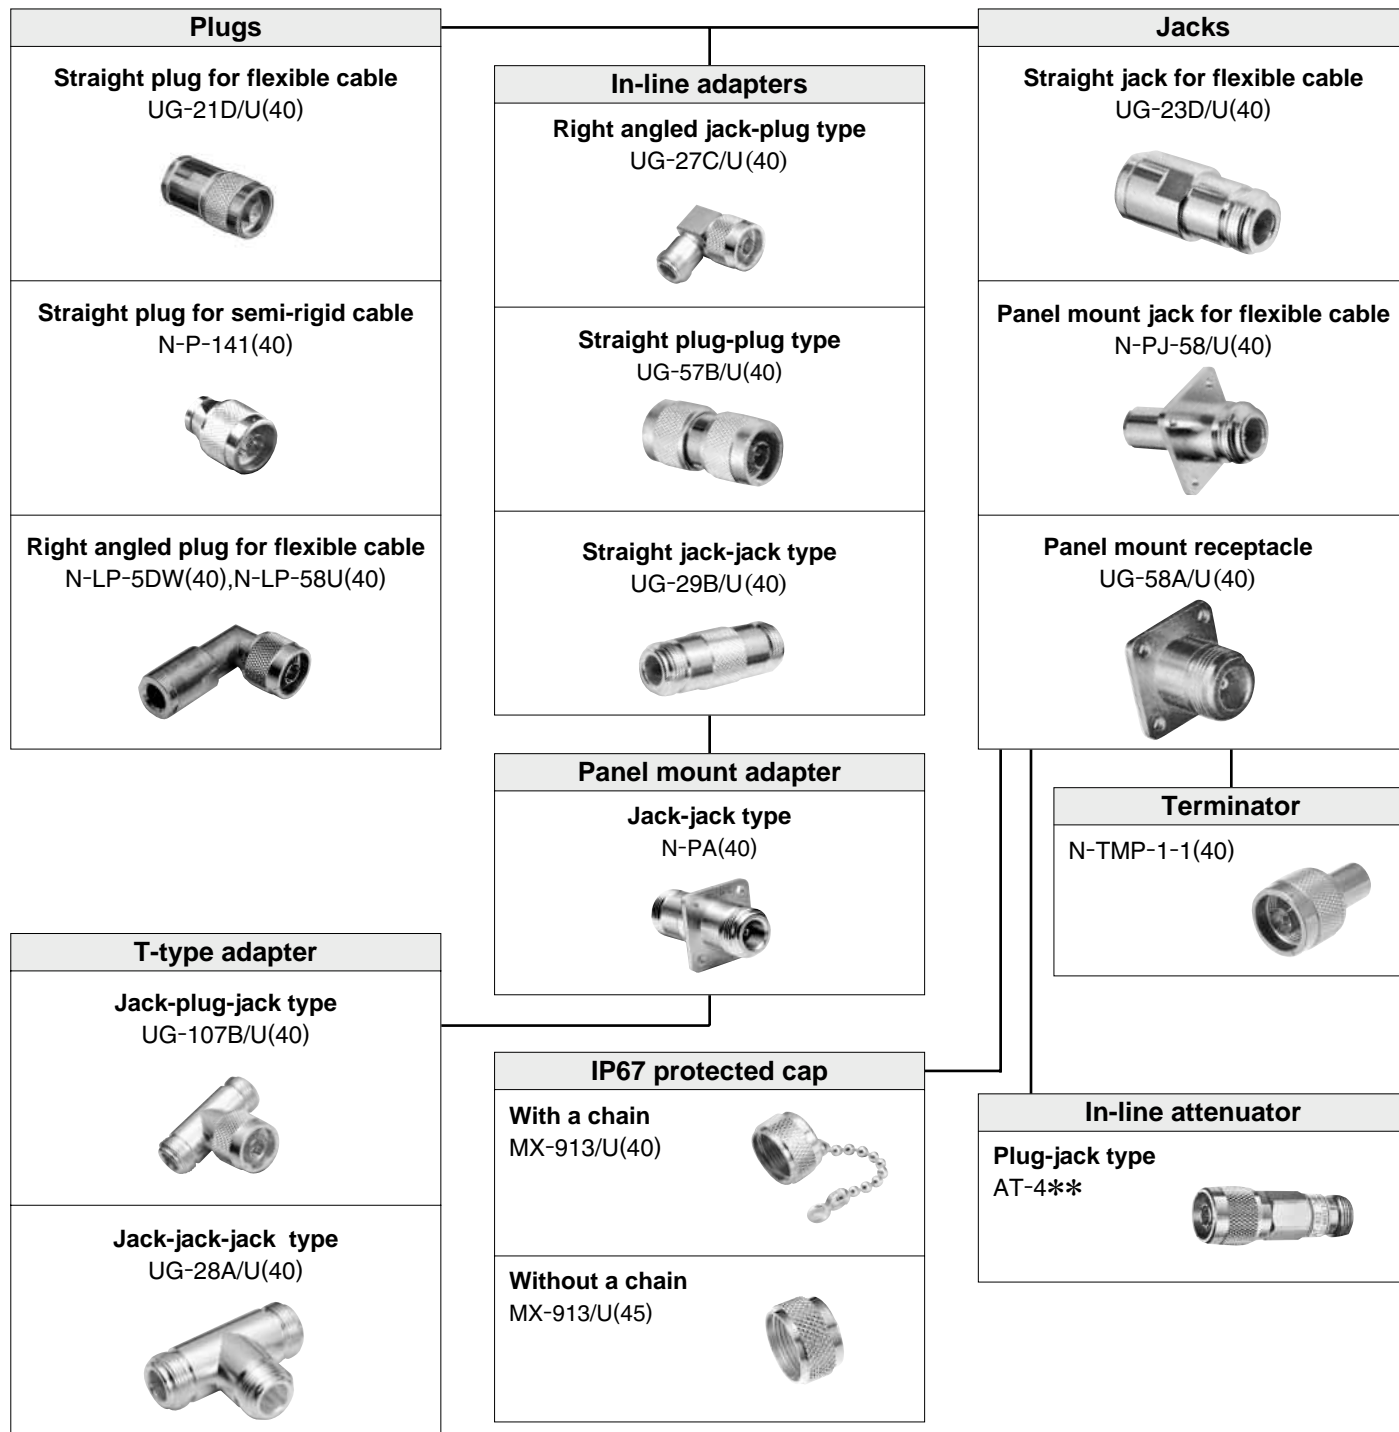 Plugs
Straight plug for flexible cable
UG-21D/U(40)
Straight plug for semi-rigid cable
N-P-141(40)
Right angled plug for flexible cable
N-LP-5DW(40),N-LP-58U(40)
In-line adapters
Right angled jack-plug type
UG-27C/U(40)
Straight plug-plug type
UG-57B/U(40)
Straight jack-jack type
UG-29B/U(40)
Jacks
Straight jack for flexible cable
UG-23D/U(40)
Panel mount jack for flexible cable
N-PJ-58/U(40)
Panel mount receptacle
UG-58A/U(40)
Panel mount adapter
Jack-jack type
N-PA(40)
Terminator
N-TMP-1-1(40)
T-type adapter
Jack-plug-jack type
UG-107B/U(40)
Jack-jack-jack type
UG-28A/U(40)
IP67 protected cap
With a chain
MX-913/U(40)
Without a chain
MX-913/U(45)
In-line attenuator
Plug-jack type
AT-4✻✻